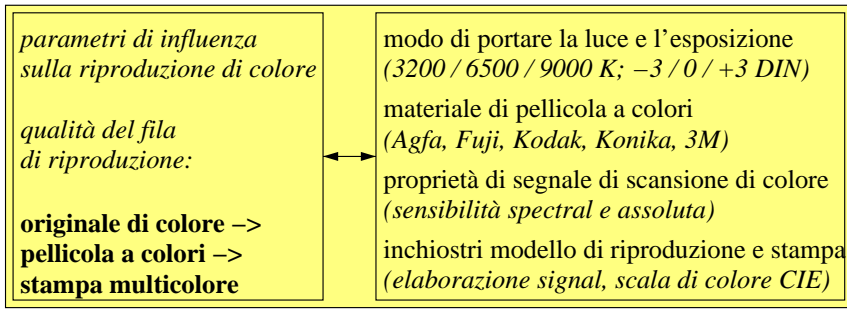 parametri di influenza
sulla riproduzione di colore
qualità del fila
di riproduzione:
originale di colore −>
pellicola a colori −>
stampa multicolore
modo di portare la luce e l'esposizione
(3200 / 6500 / 9000 K; −3 / 0 / +3 DIN)
materiale di pellicola a colori
(Agfa, Fuji, Kodak, Konika, 3M)
proprietà di segnale di scansione di colore
(sensibilità spectral e assoluta)
inchiostri modello di riproduzione e stampa
(elaborazione signal, scala di colore CIE)